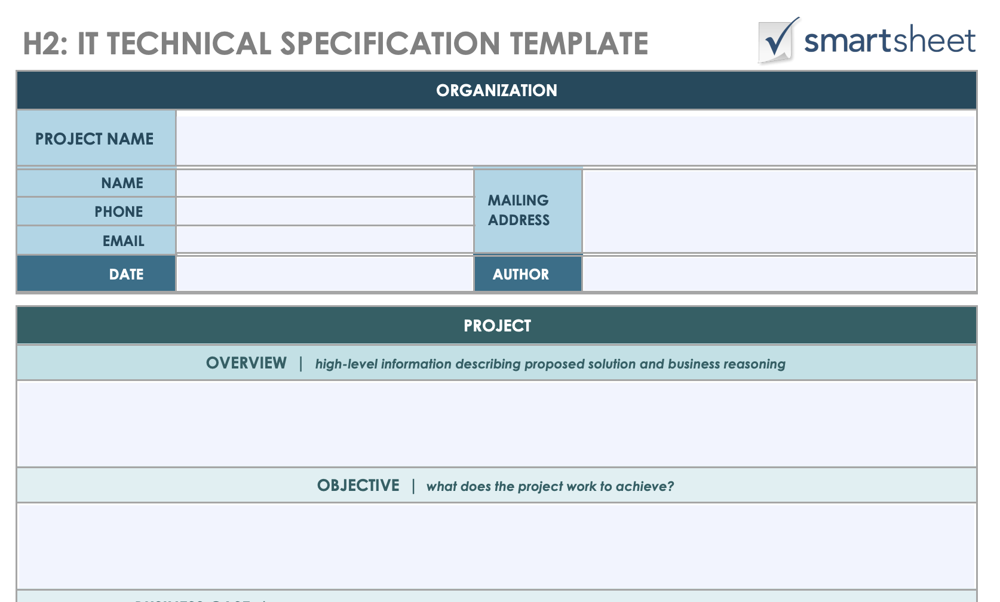 H2: IT TECHNICAL SPECIFICATION TEMPLATE
smartsheet
ORGANIZATION
PROJECT NAME
NAME
PHONE
EMAIL
MAILING
ADDRESS
DATE
AUTHOR
PROJECT
OVERVIEW | high-level information describing proposed solution and business reasoning
OBJECTIVE | what does the project work to achieve?